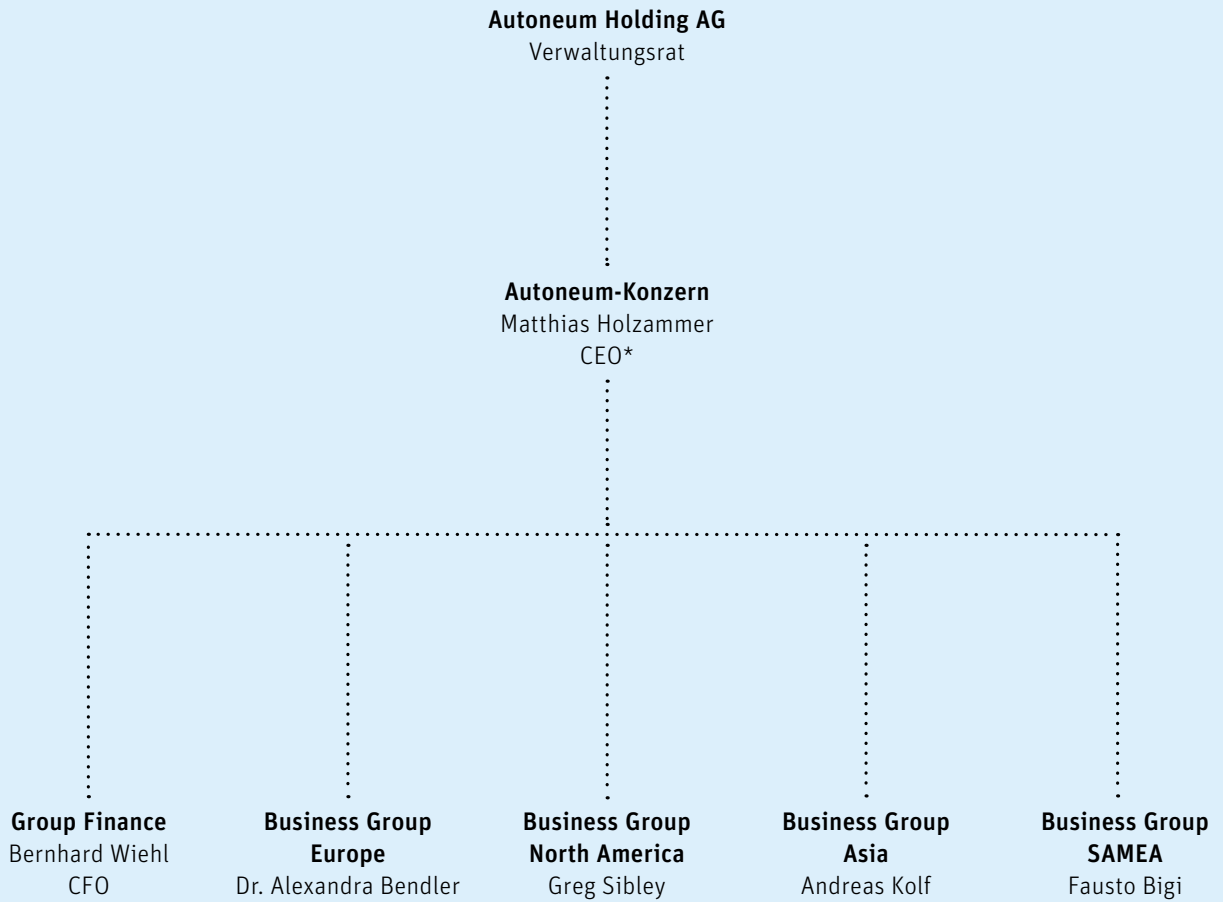 Autoneum Holding AG
Verwaltungsrat
Autoneum-Konzern
Matthias Holzammer
CEO*
Group Finance
Bernhard Wiehl
CFO
Business Group
Europe
Dr. Alexandra Bendler
Business Group
North America
Greg Sibley
Business Group
Asia
Andreas Kolf
Business Group
SAMEA
Fausto Bigi